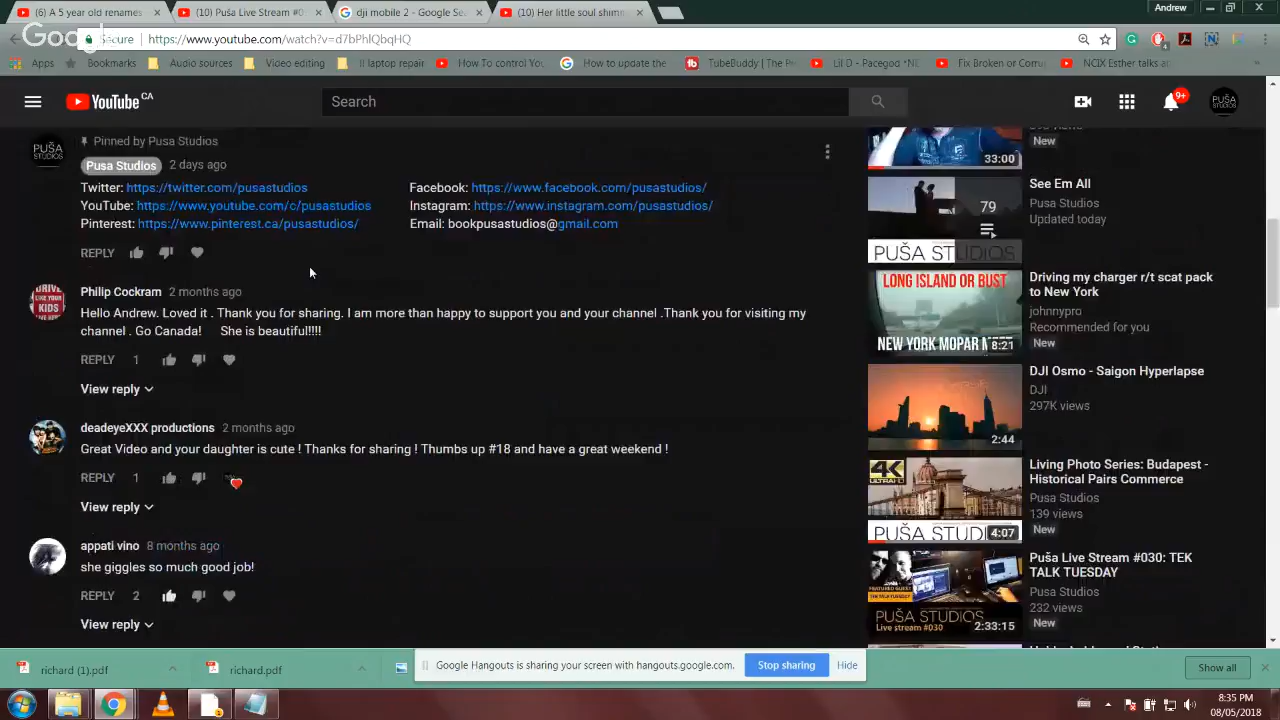 (6) A 5 year old renames
(10) Puša Live Stream #0
dji mobile 2 - Google Se
(10) Her little soul shim
Andrew
Secure https://www.youtube.com/watch?v=d7bPhlQbqHQ
Apps
Bookmarks
Audio sources
Video editing
II laptop repair
How To control You
How to update the
TubeBuddy | The Pr
Lil D - Pacegod *NE
Fix Broken or Corru
NCIX Esther talks a
YouTube CA
Search
9+
PUŠA STUDIOS
Pinned by Pusa Studios
Pusa Studios 2 days ago
Twitter: https://twitter.com/pusastudios Facebook: https://www.facebook.com/pusastudios/
YouTube: https://www.youtube.com/c/pusastudios Instagram: https://www.instagram.com/pusastudios/
Pinterest: https://www.pinterest.ca/pusastudios/ Email: bookpusastudios@gmail.com
REPLY
Philip Cockram 2 months ago
Hello Andrew. Loved it . Thank you for sharing. I am more than happy to support you and your channel .Thank you for visiting my
channel . Go Canada! She is beautiful!!!!
REPLY 1
View reply
deadeyeXXX productions 2 months ago
Great Video and your daughter is cute ! Thanks for sharing ! Thumbs up #18 and have a great weekend !
REPLY 1
View reply
appati vino 8 months ago
she giggles so much good job!
REPLY 2
View reply
33:00
New
79
PUŠA STUDIOS
See Em All
Pusa Studios
Updated today
LONG ISLAND OR BUST
8:21
Driving my charger r/t scat pack
to New York
johnnypro
Recommended for you
New
2:44
DJI Osmo - Saigon Hyperlapse
DJI
297K views
4K
ULTRAHD
PUŠA STUDI
4:07
Living Photo Series: Budapest -
Historical Pairs Commerce
Pusa Studios
139 views
New
FEATURED GUEST
PUŠA STUDIOS
Live stream #030
2:33:15
Puša Live Stream #030: TEK
TALK TUESDAY
Pusa Studios
232 views
New
richard (1).pdf
richard.pdf
Google Hangouts is sharing your screen with hangouts.google.com.
Stop sharing
Hide
Show all
8:35 PM
08/05/2018